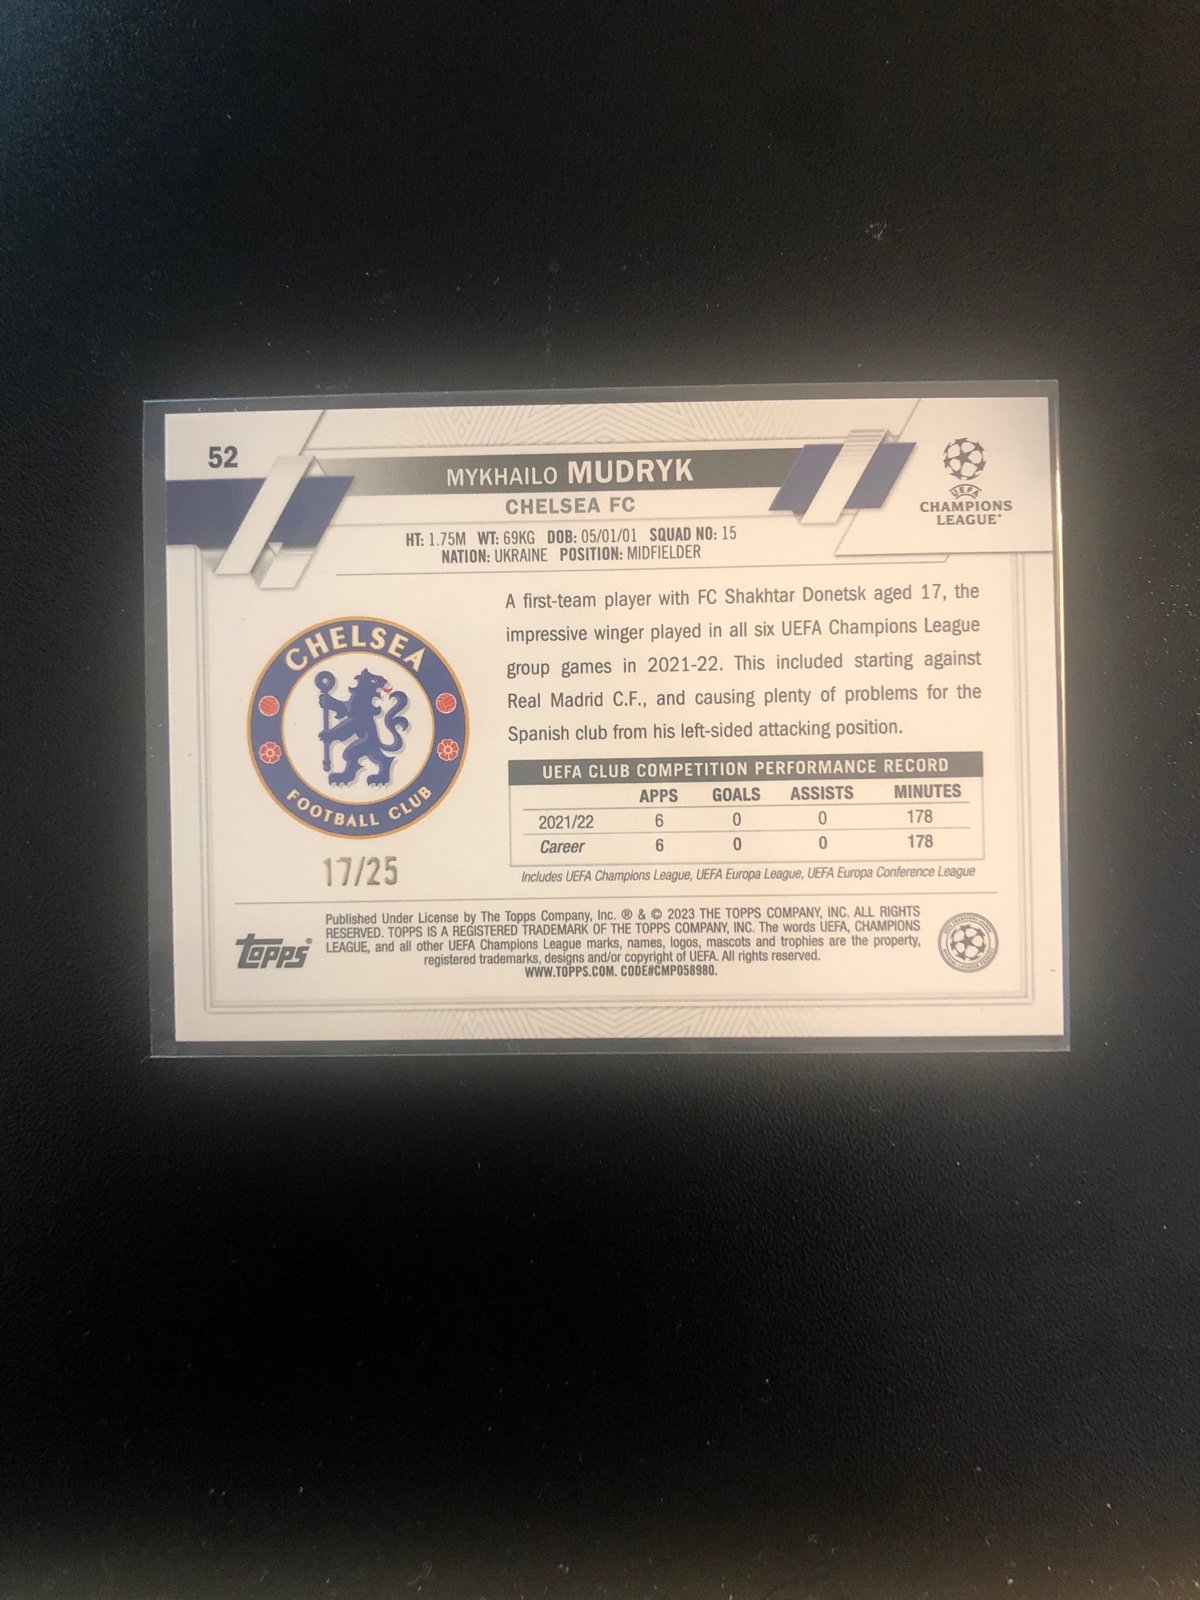 52
MYKHAILO MUDRYK
CHELSEA FC
HT: 1.75M WT: 69KG DOB: 05/01/01 SQUAD NO: 15
NATION: UKRAINE POSITION: MIDFIELDER
UEFA
CHAMPIONS
LEAGUE
A first-team player with FC Shakhtar Donetsk aged 17, the
impressive winger played in all six UEFA Champions League
group games in 2021-22. This included starting against
Real Madrid C.F., and causing plenty of problems for the
Spanish club from his left-sided attacking position.
CHELSEA
FOOTBALL CLUB
17/25
UEFA CLUB COMPETITION PERFORMANCE RECORD
APPS GOALS ASSISTS MINUTES
2021/22 6 0 0 178
Career 6 0 0 178
Includes UEFA Champions League, UEFA Europa League, UEFA Europa Conference League
topps®
Published Under License by The Topps Company, Inc. ® & © 2023 THE TOPPS COMPANY, INC. ALL RIGHTS
RESERVED. TOPPS IS A REGISTERED TRADEMARK OF THE TOPPS COMPANY, INC. The words UEFA, CHAMPIONS
LEAGUE, and all other UEFA Champions League marks, names, logos, mascots and trophies are the property,
registered trademarks, designs and/or copyright of UEFA. All rights reserved.
WWW.TOPPS.COM. CODE#CMP058980.